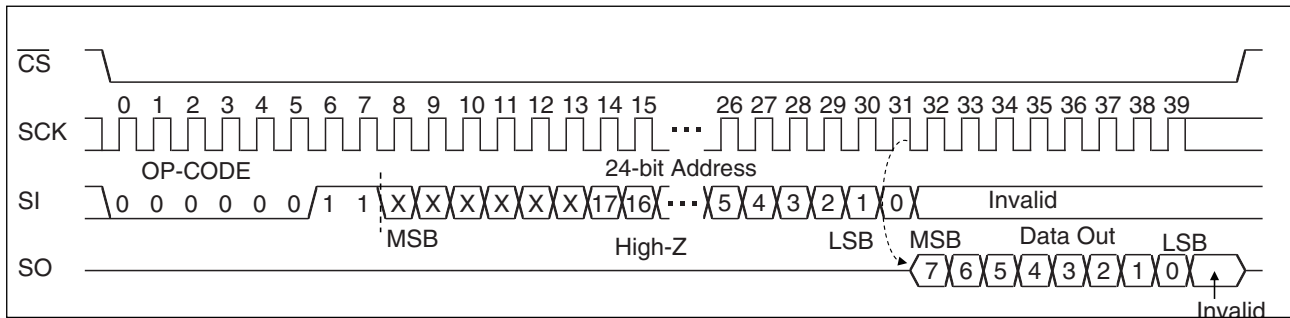 CS
0 1 2 3 4 5 6 7 8 9 10 11 12 13 14 15 26 27 28 29 30 31 32 33 34 35 36 37 38 39
SCK ...
OP-CODE 24-bit Address
SI 0 0 0 0 0 0 1 1 X X X X X X 17 16 ... 5 4 3 2 1 0 Invalid
MSB High-Z LSB MSB Data Out LSB
SO 7 6 5 4 3 2 1 0
Invalid